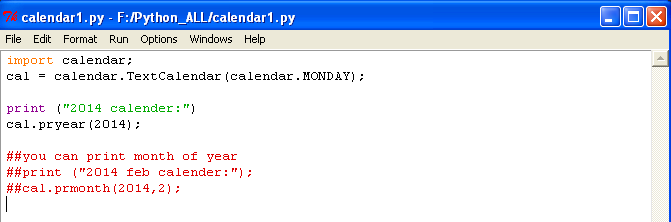 calendar1.py - F:/Python_ALL/calendar1.py
File Edit Format Run Options Windows Help
import calendar;
cal = calendar.TextCalendar(calendar.MONDAY);
print ("2014 calender:")
cal.pryear(2014);
##you can print month of year
##print ("2014 feb calender:");
##cal.prmonth(2014,2);